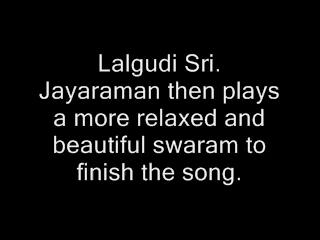 Lalgudi Sri.
Jayaraman then plays
a more relaxed and
beautiful swaram to
finish the song.